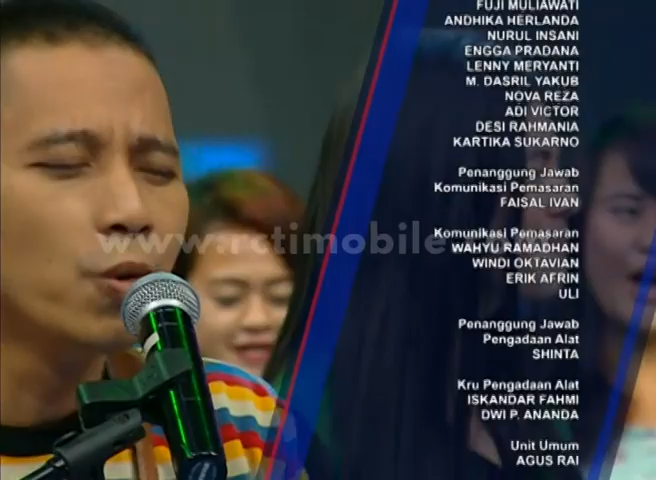 FUJI MULIAWATI
ANDHIKA HERLANDA
NURUL INSANI
ENGGA PRADANA
LENNY MERYANTI
M. DASRIL YAKUB
NOVA REZA
ADI VICTOR
DESI RAHMANIA
KARTIKA SUKARNO
Penanggung Jawab
Komunikasi Pemasaran
FAISAL IVAN
www.rctimobile
Komunikasi Pemasaran
WAHYU RAMADHAN
WINDI OKTAVIAN
ERIK AFRIN
ULI
Penanggung Jawab
Pengadaan Alat
SHINTA
Kru Pengadaan Alat
ISKANDAR FAHMI
DWI P. ANANDA
Unit Umum
AGUS RAI